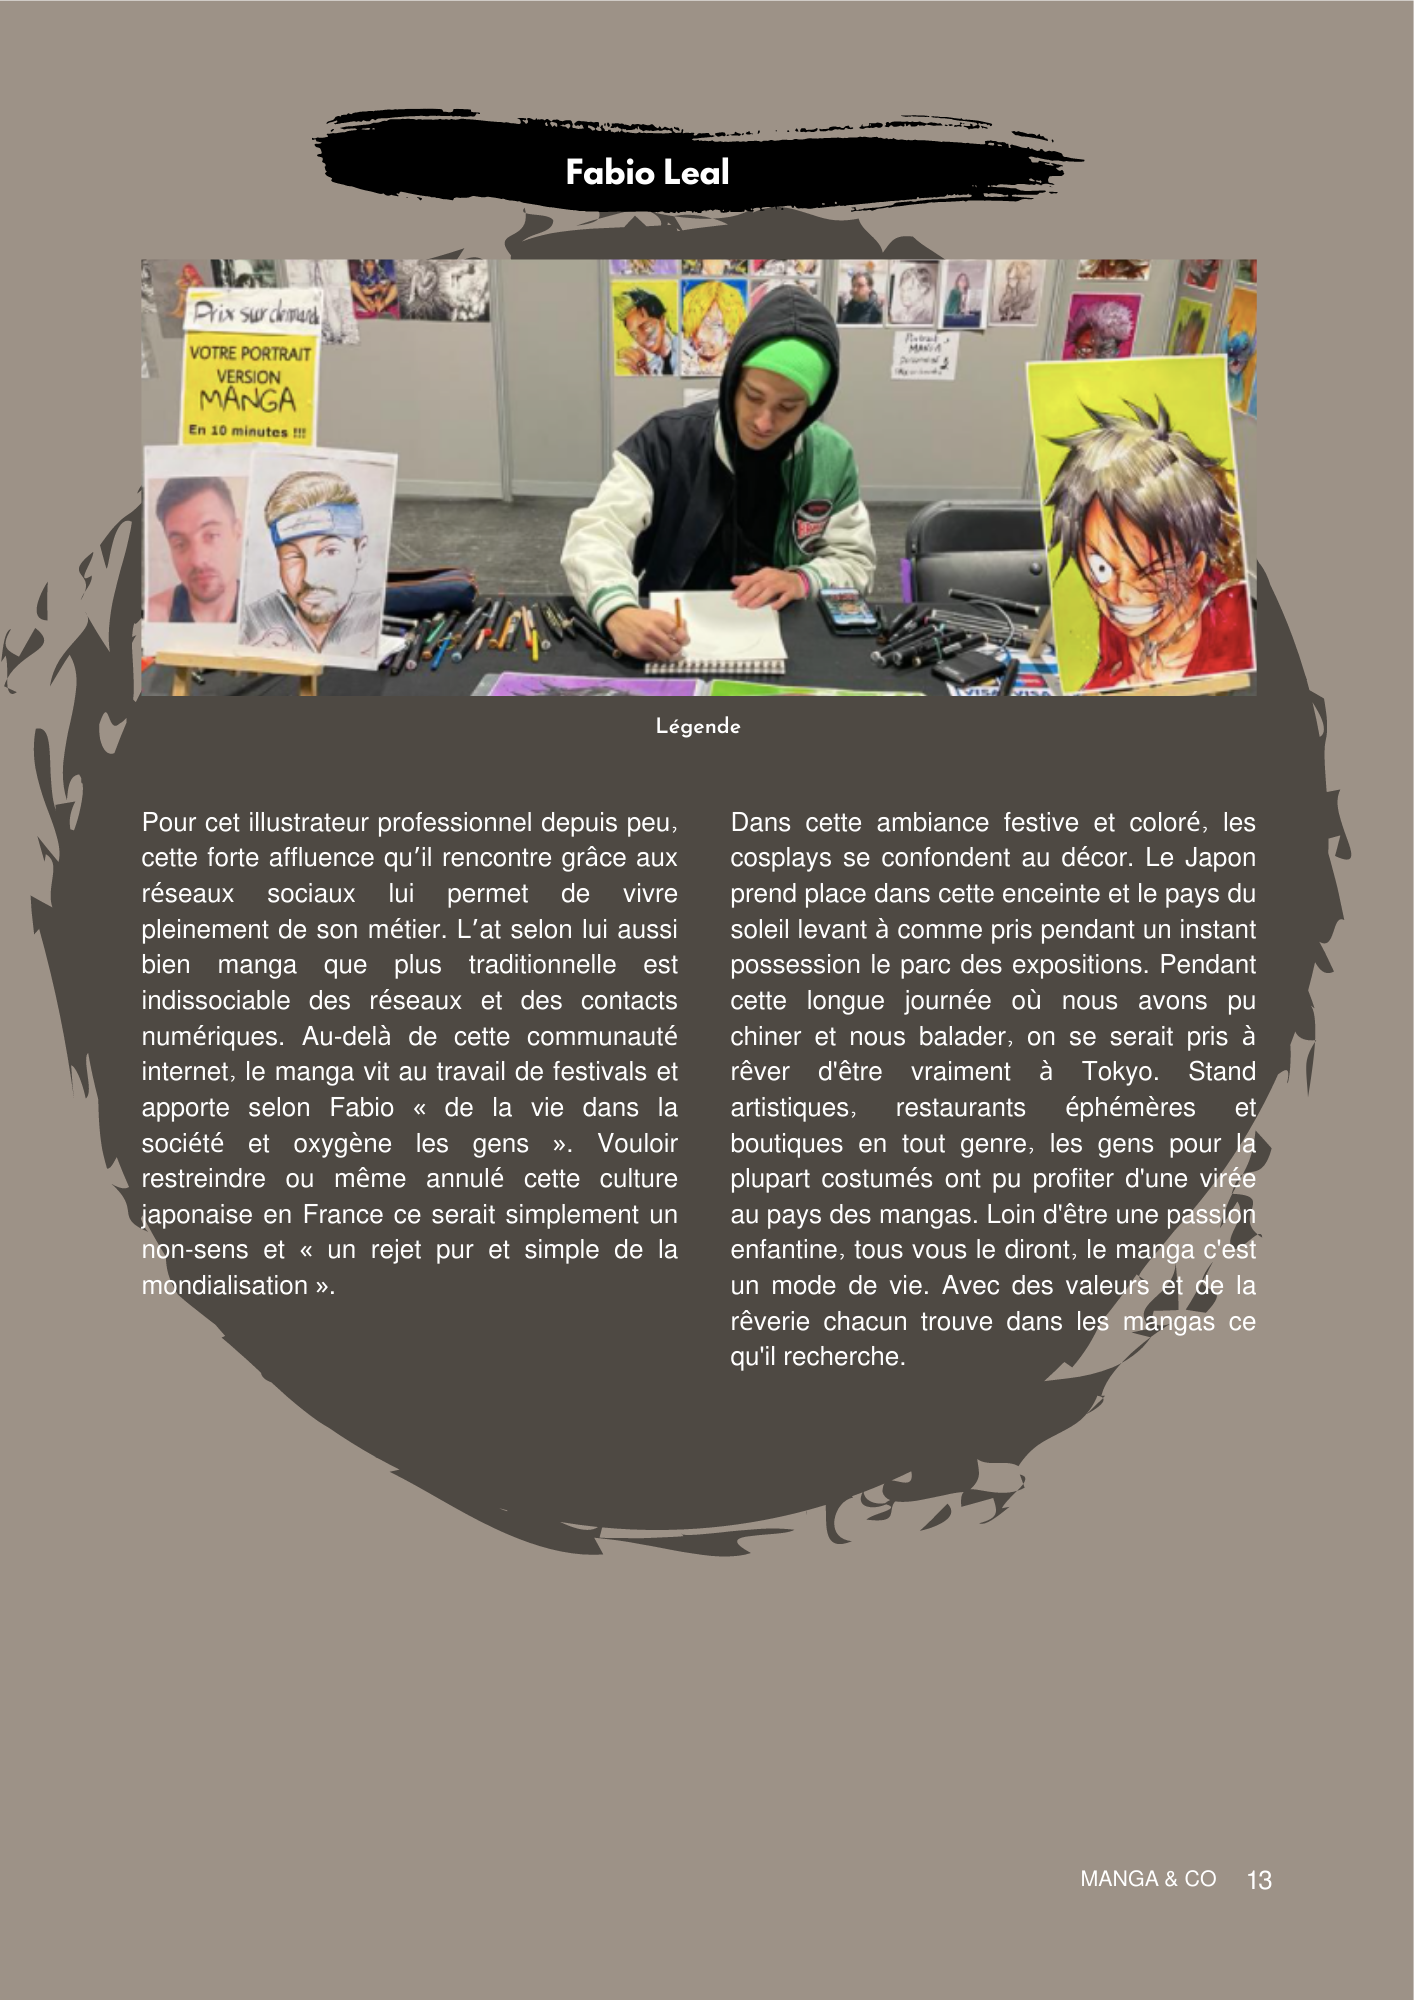 Fabio Leal
Prix sur demande
VOTRE PORTRAIT
VERSION
MANGA
En 10 minutes !!!
VISA VISA
Légende
Pour cet illustrateur professionnel depuis peu,
cette forte affluence qu’il rencontre grâce aux
réseaux sociaux lui permet de vivre
pleinement de son métier. L’at selon lui aussi
bien manga que plus traditionnelle est
indissociable des réseaux et des contacts
numériques. Au-delà de cette communauté
internet, le manga vit au travail de festivals et
apporte selon Fabio « de la vie dans la
société et oxygène les gens ». Vouloir
restreindre ou même annulé cette culture
japonaise en France ce serait simplement un
non-sens et « un rejet pur et simple de la
mondialisation ».
Dans cette ambiance festive et coloré, les
cosplays se confondent au décor. Le Japon
prend place dans cette enceinte et le pays du
soleil levant à comme pris pendant un instant
possession le parc des expositions. Pendant
cette longue journée où nous avons pu
chiner et nous balader, on se serait pris à
rêver d'être vraiment à Tokyo. Stand
artistiques, restaurants éphémères et
boutiques en tout genre, les gens pour la
plupart costumés ont pu profiter d'une virée
au pays des mangas. Loin d'être une passion
enfantine, tous vous le diront, le manga c'est
un mode de vie. Avec des valeurs et de la
rêverie chacun trouve dans les mangas ce
qu'il recherche.
MANGA & CO 13